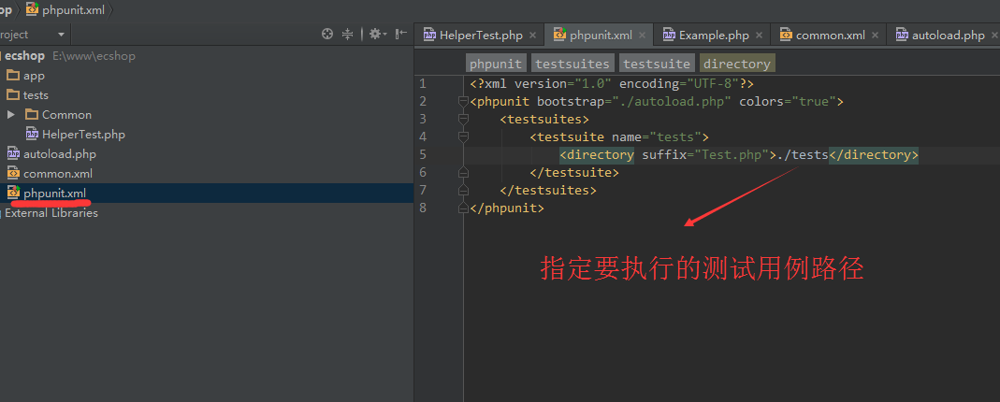 op phpunit.xml
roject
HelperTest.php × phpunit.xml × Example.php × common.xml × autoload.php ×
ecshop E:\www\ecshop
app
tests
Common
HelperTest.php
autoload.php
common.xml
phpunit.xml
External Libraries
phpunit testsuites testsuite directory
1 <?xml version="1.0" encoding="UTF-8"?>
2 <phpunit bootstrap="./autoload.php" colors="true">
3 <testsuites>
4 <testsuite name="tests">
5 <directory suffix="Test.php">./tests</directory>
6 </testsuite>
7 </testsuites>
8 </phpunit>
指定要执行的测试用例路径